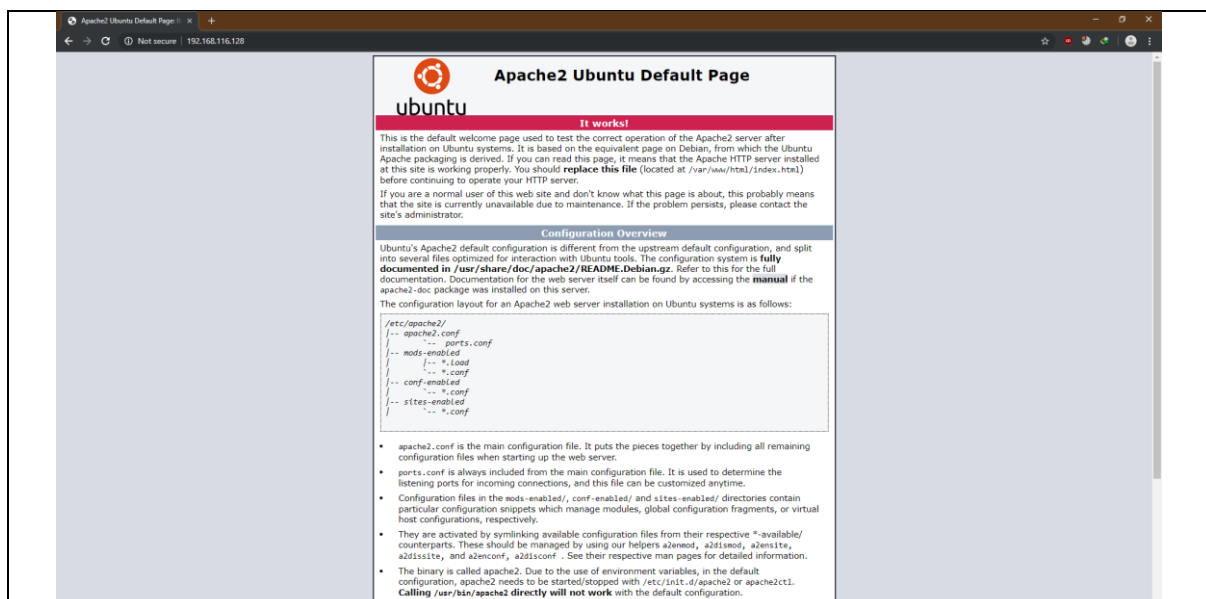 Apache2 Ubuntu Default Page: I
Not secure | 192.168.116.128
ubuntu
Apache2 Ubuntu Default Page
It works!
This is the default welcome page used to test the correct operation of the Apache2 server after
installation on Ubuntu systems. It is based on the equivalent page on Debian, from which the Ubuntu
Apache packaging is derived. If you can read this page, it means that the Apache HTTP server installed
at this site is working properly. You should replace this file (located at /var/www/html/index.html)
before continuing to operate your HTTP server.
If you are a normal user of this web site and don't know what this page is about, this probably means
that the site is currently unavailable due to maintenance. If the problem persists, please contact the
site's administrator.
Configuration Overview
Ubuntu's Apache2 default configuration is different from the upstream default configuration, and split
into several files optimized for interaction with Ubuntu tools. The configuration system is fully
documented in /usr/share/doc/apache2/README.Debian.gz. Refer to this for the full
documentation. Documentation for the web server itself can be found by accessing the manual if the
apache2-doc package was installed on this server.
The configuration layout for an Apache2 web server installation on Ubuntu systems is as follows:
/etc/apache2/
|-- apache2.conf
|       `--  ports.conf
|-- mods-enabled
|       |-- *.load
|       `-- *.conf
|-- conf-enabled
|       `-- *.conf
|-- sites-enabled
|       `-- *.conf
• apache2.conf is the main configuration file. It puts the pieces together by including all remaining
configuration files when starting up the web server.
• ports.conf is always included from the main configuration file. It is used to determine the
listening ports for incoming connections, and this file can be customized anytime.
• Configuration files in the mods-enabled/, conf-enabled/ and sites-enabled/ directories contain
particular configuration snippets which manage modules, global configuration fragments, or virtual
host configurations, respectively.
• They are activated by symlinking available configuration files from their respective *-available/
counterparts. These should be managed by using our helpers a2enmod, a2dismod, a2ensite,
a2dissite, and a2enconf, a2disconf . See their respective man pages for detailed information.
• The binary is called apache2. Due to the use of environment variables, in the default
configuration, apache2 needs to be started/stopped with /etc/init.d/apache2 or apache2ctl.
Calling /usr/bin/apache2 directly will not work with the default configuration.